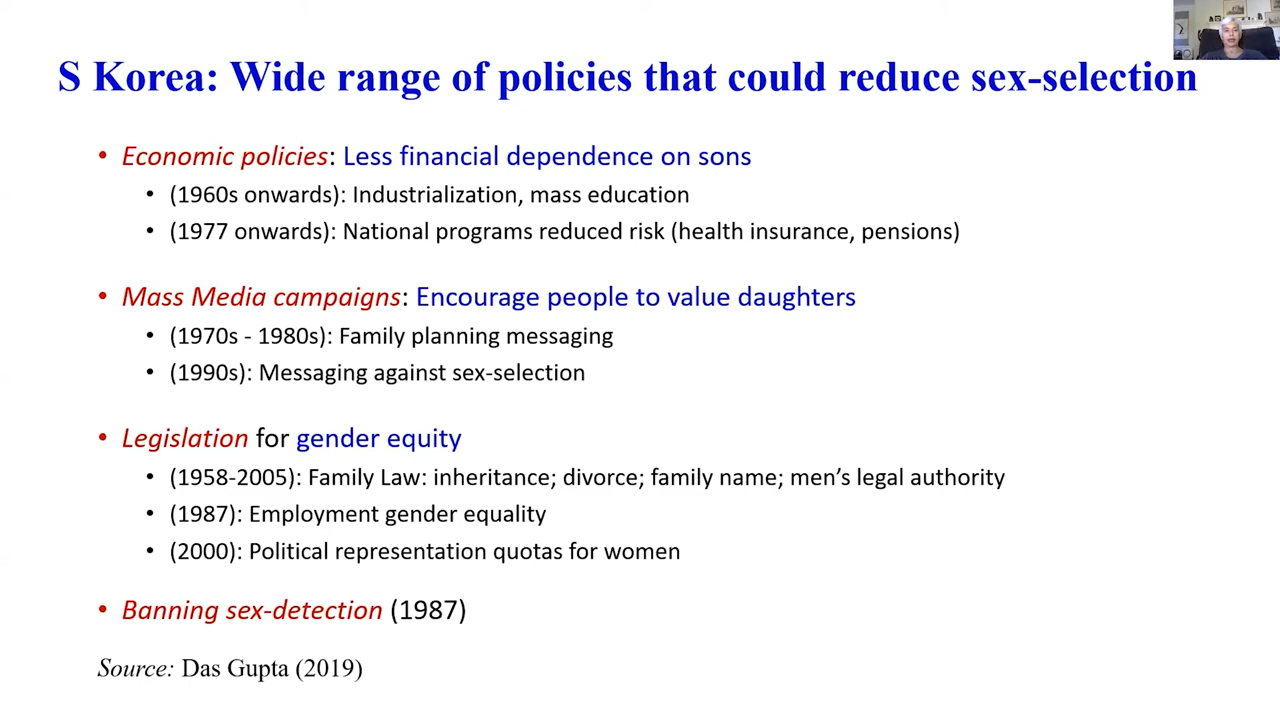 S Korea: Wide range of policies that could reduce sex-selection
• Economic policies: Less financial dependence on sons
• (1960s onwards): Industrialization, mass education
• (1977 onwards): National programs reduced risk (health insurance, pensions)
• Mass Media campaigns: Encourage people to value daughters
• (1970s - 1980s): Family planning messaging
• (1990s): Messaging against sex-selection
• Legislation for gender equity
• (1958-2005): Family Law: inheritance; divorce; family name; men's legal authority
• (1987): Employment gender equality
• (2000): Political representation quotas for women
• Banning sex-detection (1987)
Source: Das Gupta (2019)